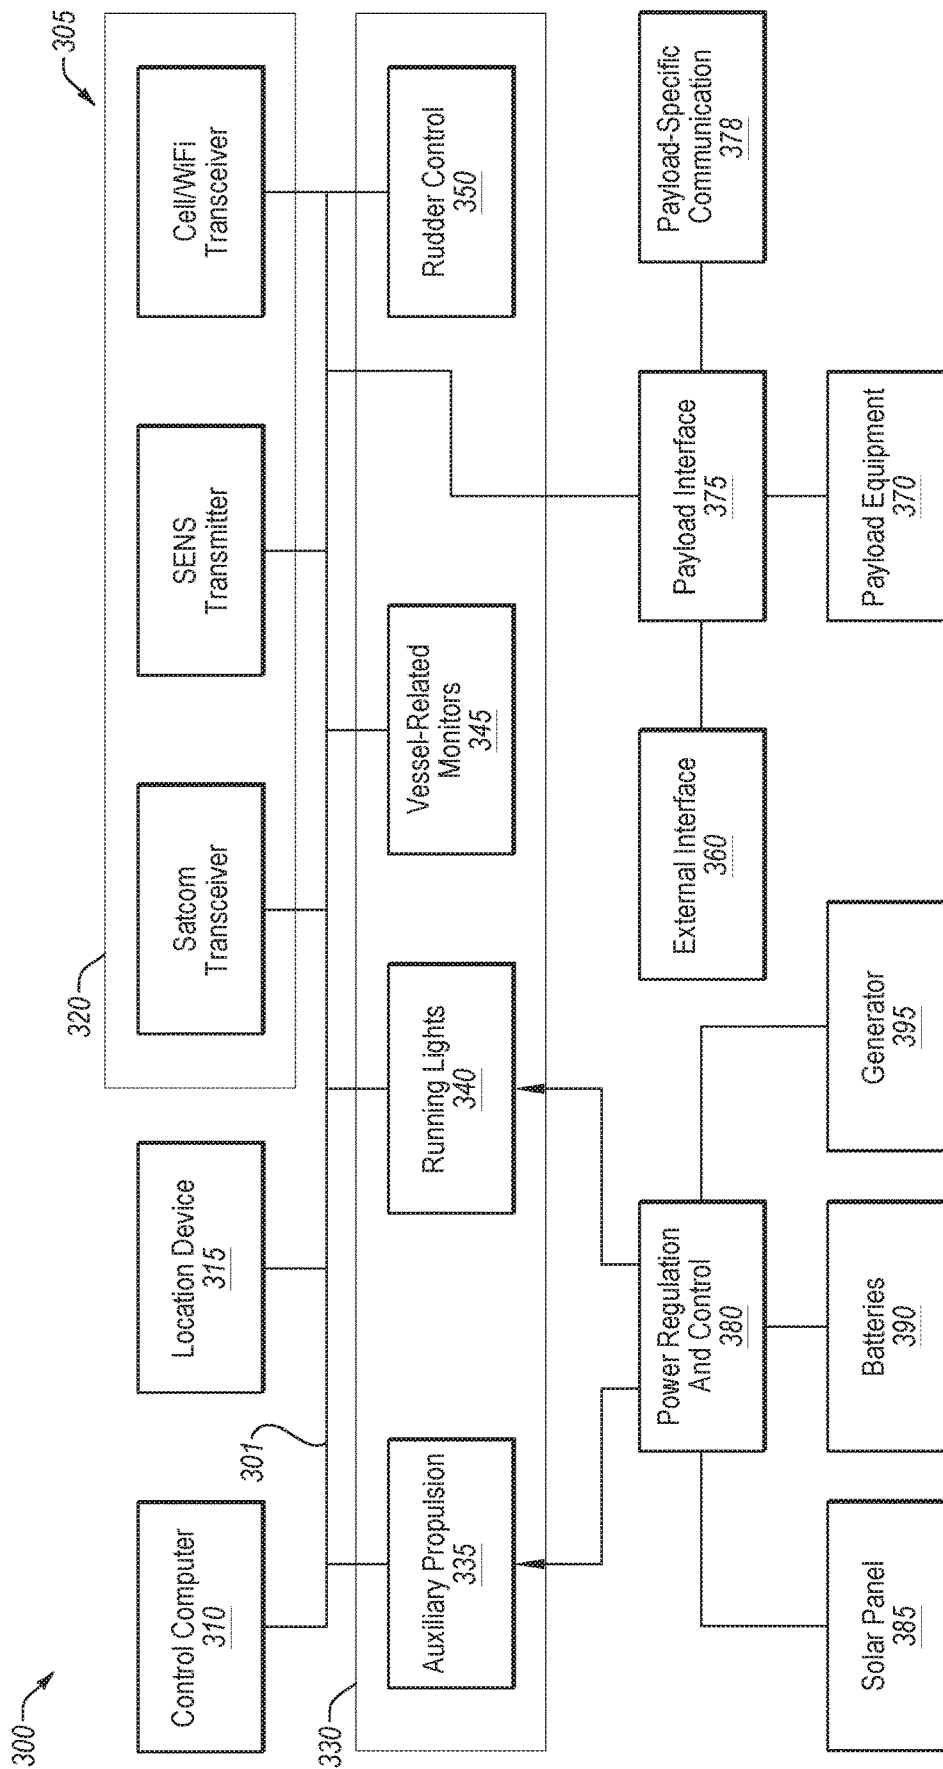 300
305
320
Control Computer
310
Location Device
315
Satcom
Transceiver
SENS
Transmitter
Cell/WiFi
Transceiver
301
330
Auxiliary Propulsion
335
Running Lights
340
Vessel-Related
Monitors
345
Rudder Control
350
Power Regulation
And Control
380
External Interface
360
Payload Interface
375
Payload-Specific
Communication
378
Solar Panel
385
Batteries
390
Generator
395
Payload Equipment
370